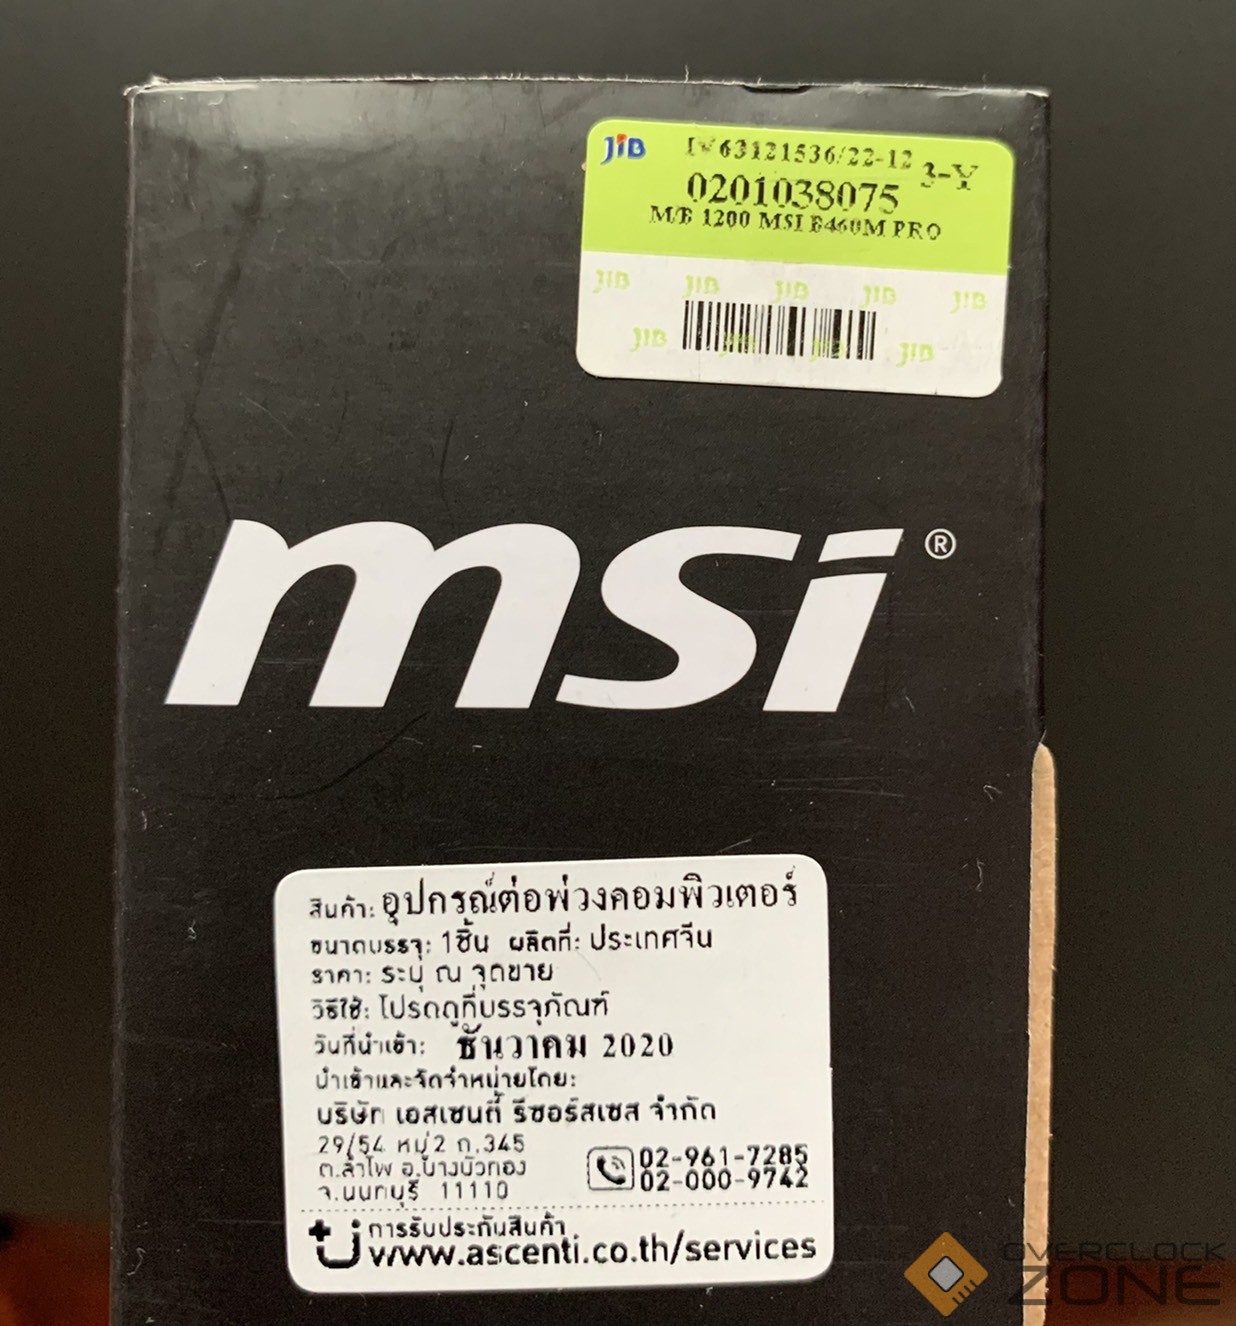 JIB IV63121536/22-12 3-Y
0201038075
M/B 1200 MSI B460M PRO
JIB JIB JIB JIB JIB
JIB JIB JIB JIB
msi ®
สินค้า: อุปกรณ์ต่อพ่วงคอมพิวเตอร์
ขนาดบรรจุ: 1ชิ้น ผลิตที่: ประเทศจีน
ราคา: ระบุ ณ จุดขาย
วิธีใช้: โปรดดูที่บรรจุภัณฑ์
วันที่นำเข้า: ธันวาคม 2020
นำเข้าและจัดจำหน่ายโดย:
บริษัท เอสเซนตี้ รีซอร์สเซส จำกัด
29/54 หมู่2 ถ.345
ต.ลำโพ อ.บางบัวทอง
จ.นนทบุรี 11110
02-961-7285
02-000-9742
การรับประกันสินค้า
www.ascenti.co.th/services
OVERCLOCK
ZONE